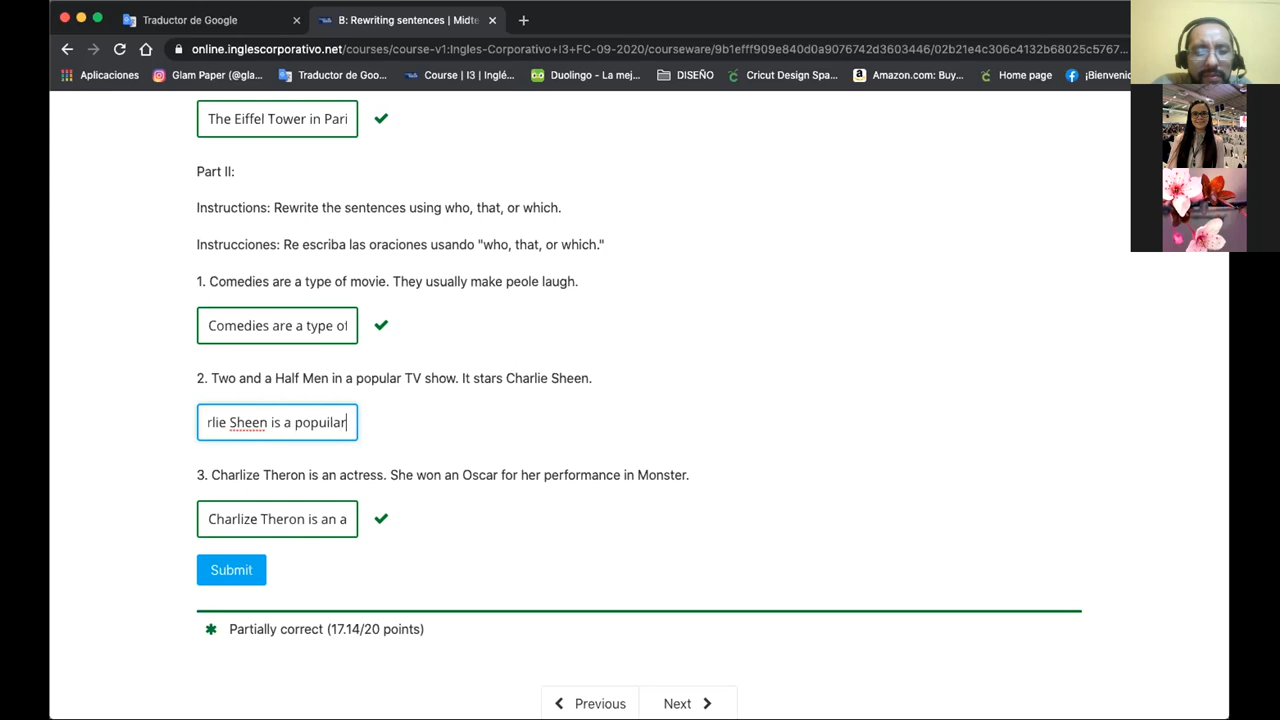 Traductor de Google
B: Rewriting sentences | Midte
online.inglescorporativo.net/courses/course-v1:Ingles-Corporativo+I3+FC-09-2020/courseware/9b1efff909e840d0a9076742d3603446/02b21e4c306c4132b68025c5767...
Aplicaciones
Glam Paper (@gla...
Traductor de Goo...
Course | I3 | Inglé...
Duolingo - La mej...
DISEÑO
Cricut Design Spa...
Amazon.com: Buy...
Home page
¡Bienvenio
The Eiffel Tower in Pari
Part II:
Instructions: Rewrite the sentences using who, that, or which.
Instrucciones: Re escriba las oraciones usando "who, that, or which."
1. Comedies are a type of movie. They usually make peole laugh.
Comedies are a type of
2. Two and a Half Men in a popular TV show. It stars Charlie Sheen.
rlie Sheen is a popuilar
3. Charlize Theron is an actress. She won an Oscar for her performance in Monster.
Charlize Theron is an a
Submit
Partially correct (17.14/20 points)
Previous
Next